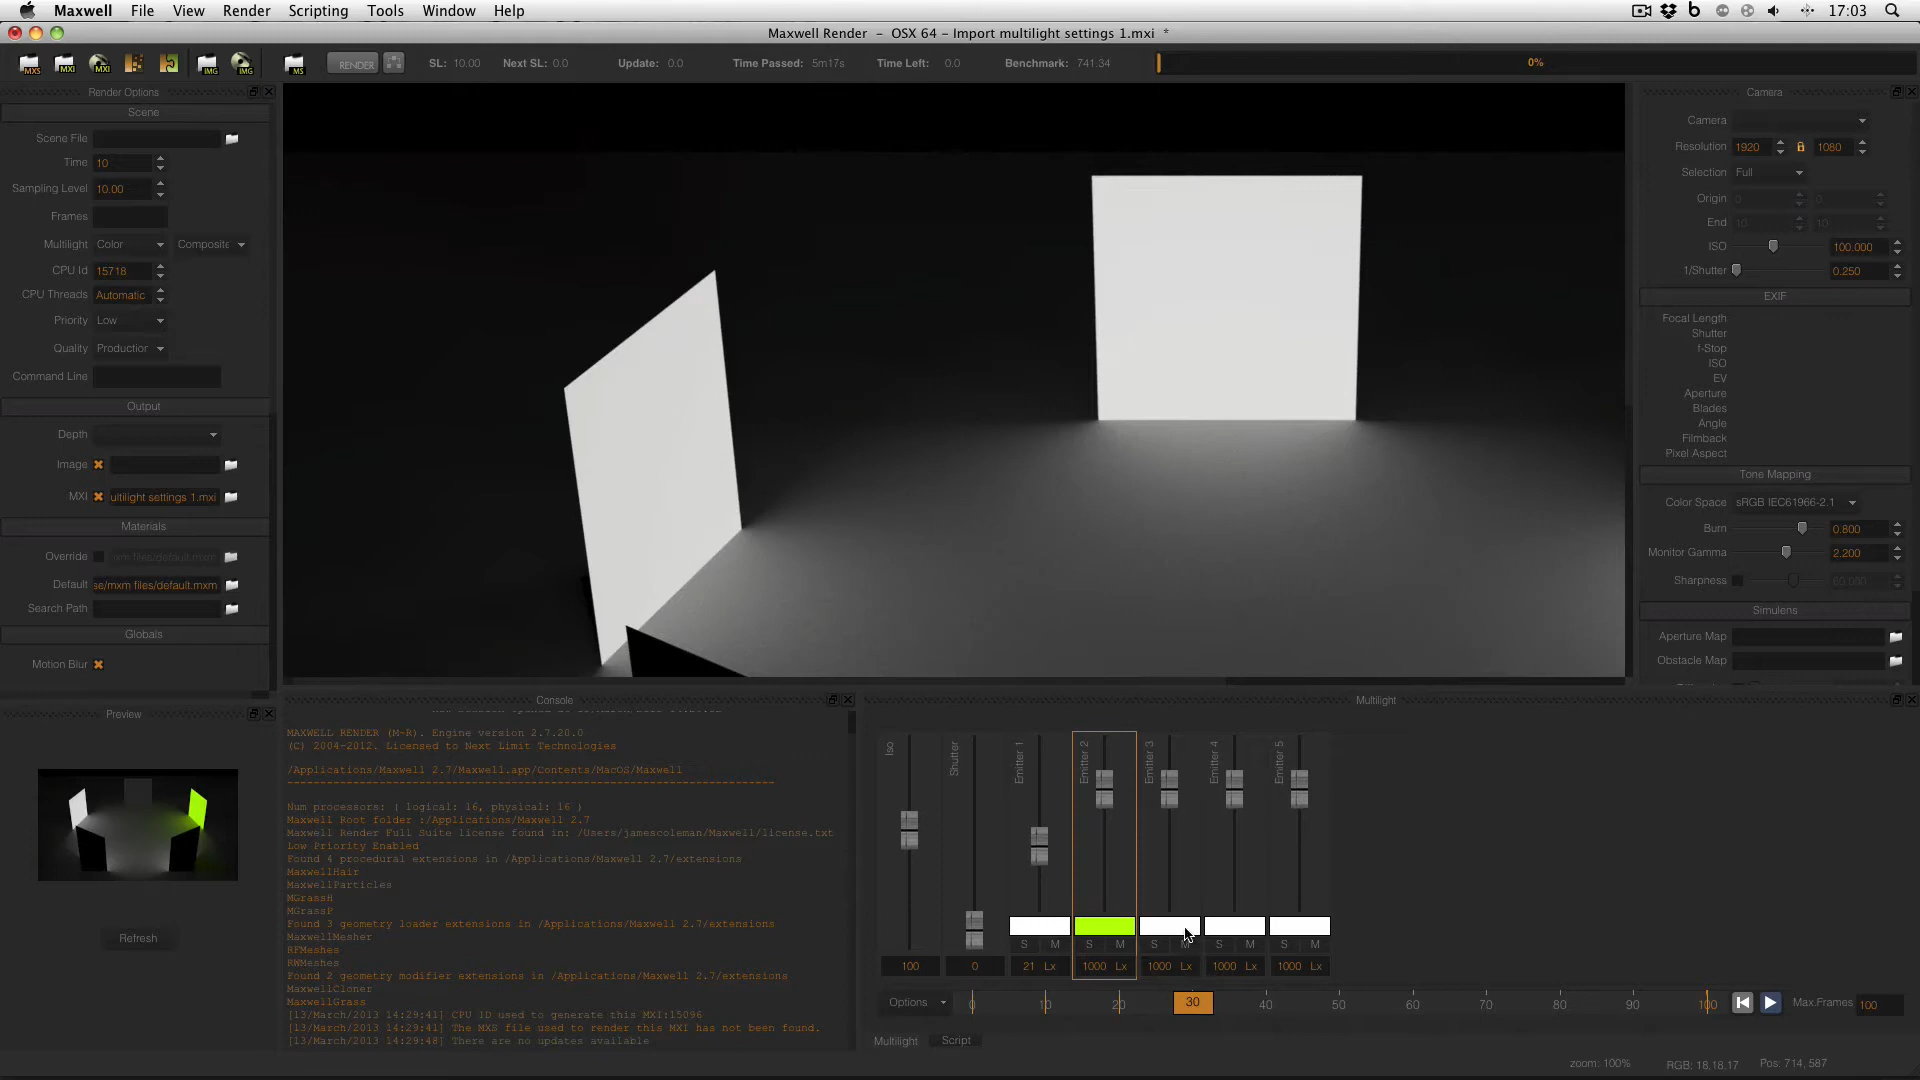 Maxwell File View Render Scripting Tools Window Help 17:03
Maxwell Render - OSX 64 - Import multilight settings 1.mxi *
MXS MXI MXI IMG IMG MS RENDER SL: 10.00 Next SL: 0.0 Update: 0.0 Time Passed: 5m17s Time Left: 0.0 Benchmark: 741.34 0%
Render Options
Scene
Scene File
Time 10
Sampling Level 10.00
Frames
Multilight Color Composite
CPU Id 15718
CPU Threads Automatic
Priority Low
Quality Production
Command Line
Output
Depth
Image
MXI ultilight settings 1.mxi
Materials
Override xm files/default.mxm
Default se/mxm files/default.mxm
Search Path
Globals
Motion Blur
Preview
Refresh
Camera
Camera
Resolution 1920 1080
Selection Full
Origin 0 0
End 10 10
ISO 100.000
1/Shutter 0.250
EXIF
Focal Length
Shutter
f-Stop
ISO
EV
Aperture
Blades
Angle
Filmback
Pixel Aspect
Tone Mapping
Color Space sRGB IEC61966-2.1
Burn 0.800
Monitor Gamma 2.200
Sharpness 60.000
Simulens
Aperture Map
Obstacle Map
Console
MAXWELL RENDER (M-R). Engine version 2.7.20.0
(C) 2004-2012. Licensed to Next Limit Technologies
/Applications/Maxwell 2.7/Maxwell.app/Contents/MacOS/Maxwell
Num processors: ( logical: 16, physical: 16 )
Maxwell Root folder :/Applications/Maxwell 2.7
Maxwell Render Full Suite license found in: /Users/jamescoleman/Maxwell/license.txt
Low Priority Enabled
Found 4 procedural extensions in /Applications/Maxwell 2.7/extensions
MaxwellHair
MaxwellParticles
MGrassH
MGrassP
Found 3 geometry loader extensions in /Applications/Maxwell 2.7/extensions
MaxwellMesher
RFMeshes
RWMeshes
Found 2 geometry modifier extensions in /Applications/Maxwell 2.7/extensions
MaxwellCloner
MaxwellGrass
[13/March/2013 14:29:41] CPU ID used to generate this MXI:15096
[13/March/2013 14:29:41] The MXS file used to render this MXI has not been found.
[13/March/2013 14:29:48] There are no updates available
Multilight
Iso Shutter Emitter 1 Emitter 2 Emitter 3 Emitter 4 Emitter 5
S M S M S M S M S M
100 0 21 Lx 1000 Lx 1000 Lx 1000 Lx 1000 Lx
Options 0 10 20 30 40 50 60 70 80 90 100 Max.Frames 100
Multilight Script
zoom: 100% RGB: 18,18,17 Pos: 714, 587